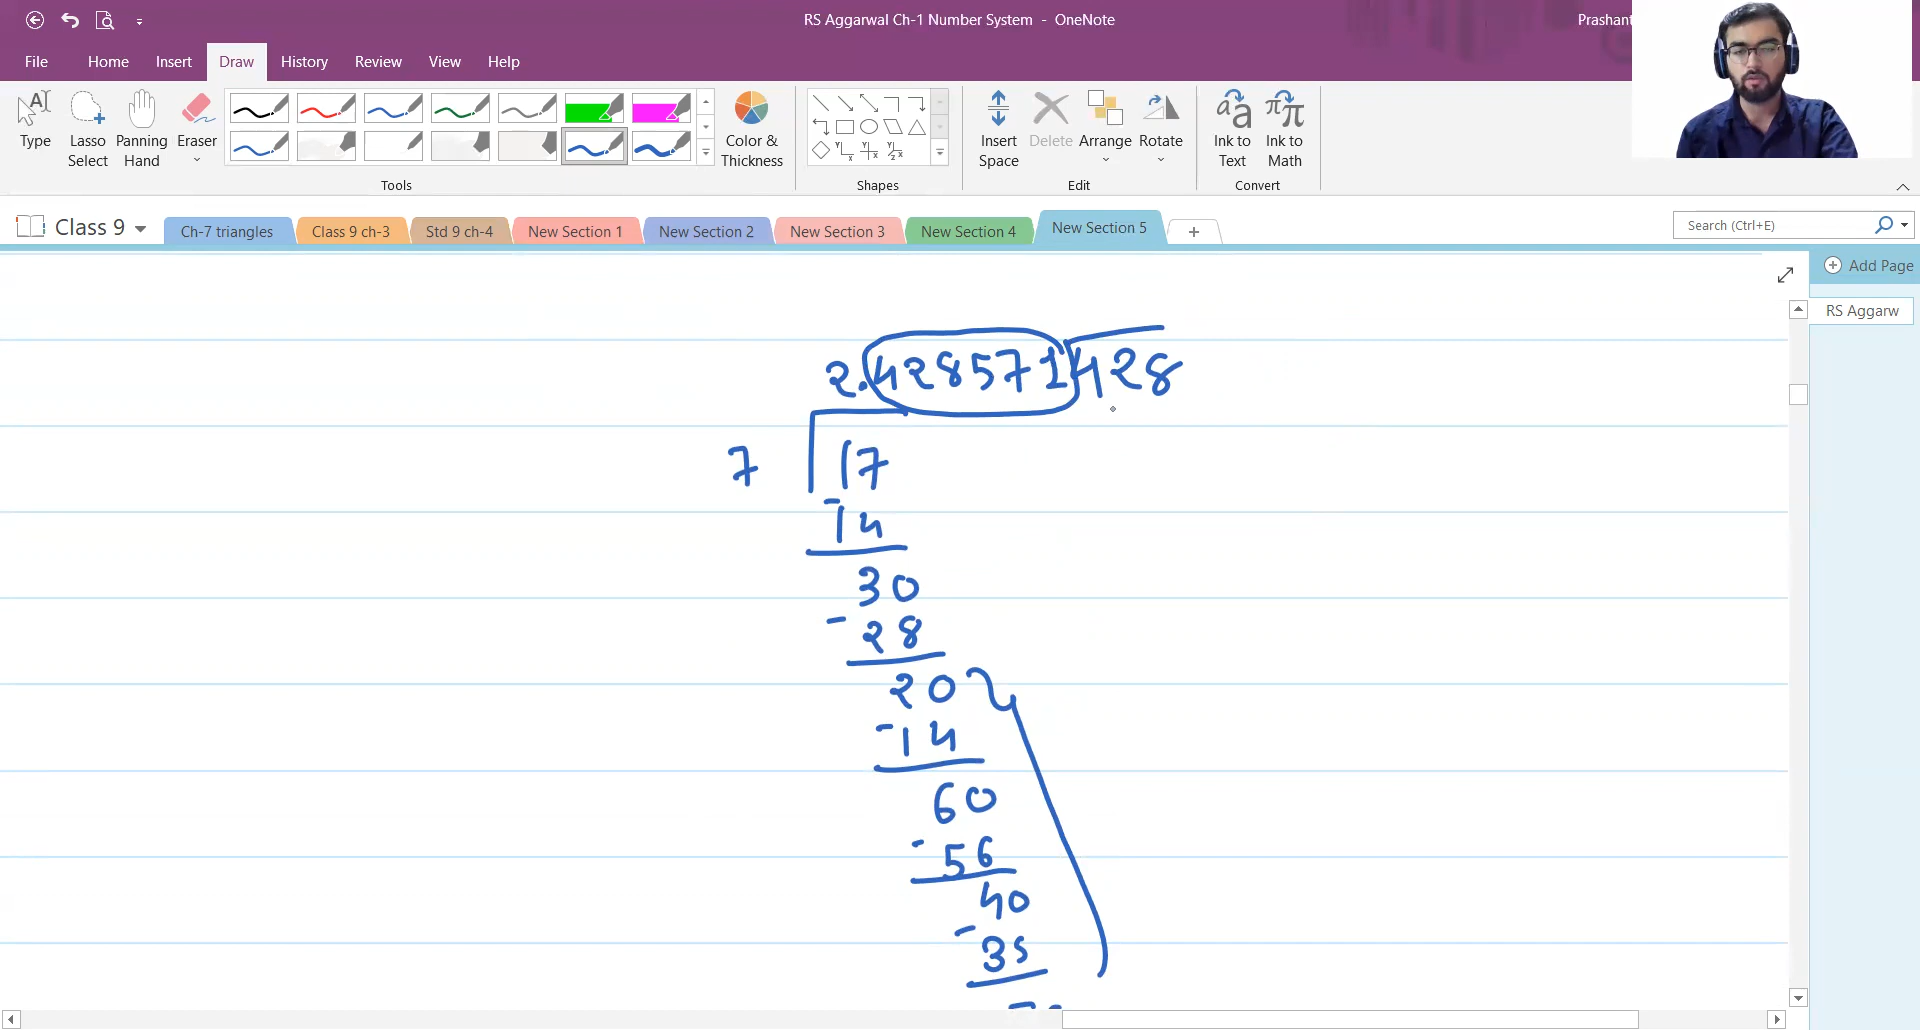 RS Aggarwal Ch-1 Number System - OneNote
Prashant
File Home Insert Draw History Review View Help
Type
Lasso Select
Panning Hand
Eraser
Color & Thickness
Insert Space
Delete
Arrange
Rotate
Ink to Text
Ink to Math
Tools
Shapes
Edit
Convert
Class 9
Ch-7 triangles
Class 9 ch-3
Std 9 ch-4
New Section 1
New Section 2
New Section 3
New Section 4
New Section 5
Search (Ctrl+E)
Add Page
RS Aggarw
2.428571428
7 17
-14
30
-28
20
-14
60
-56
40
-35